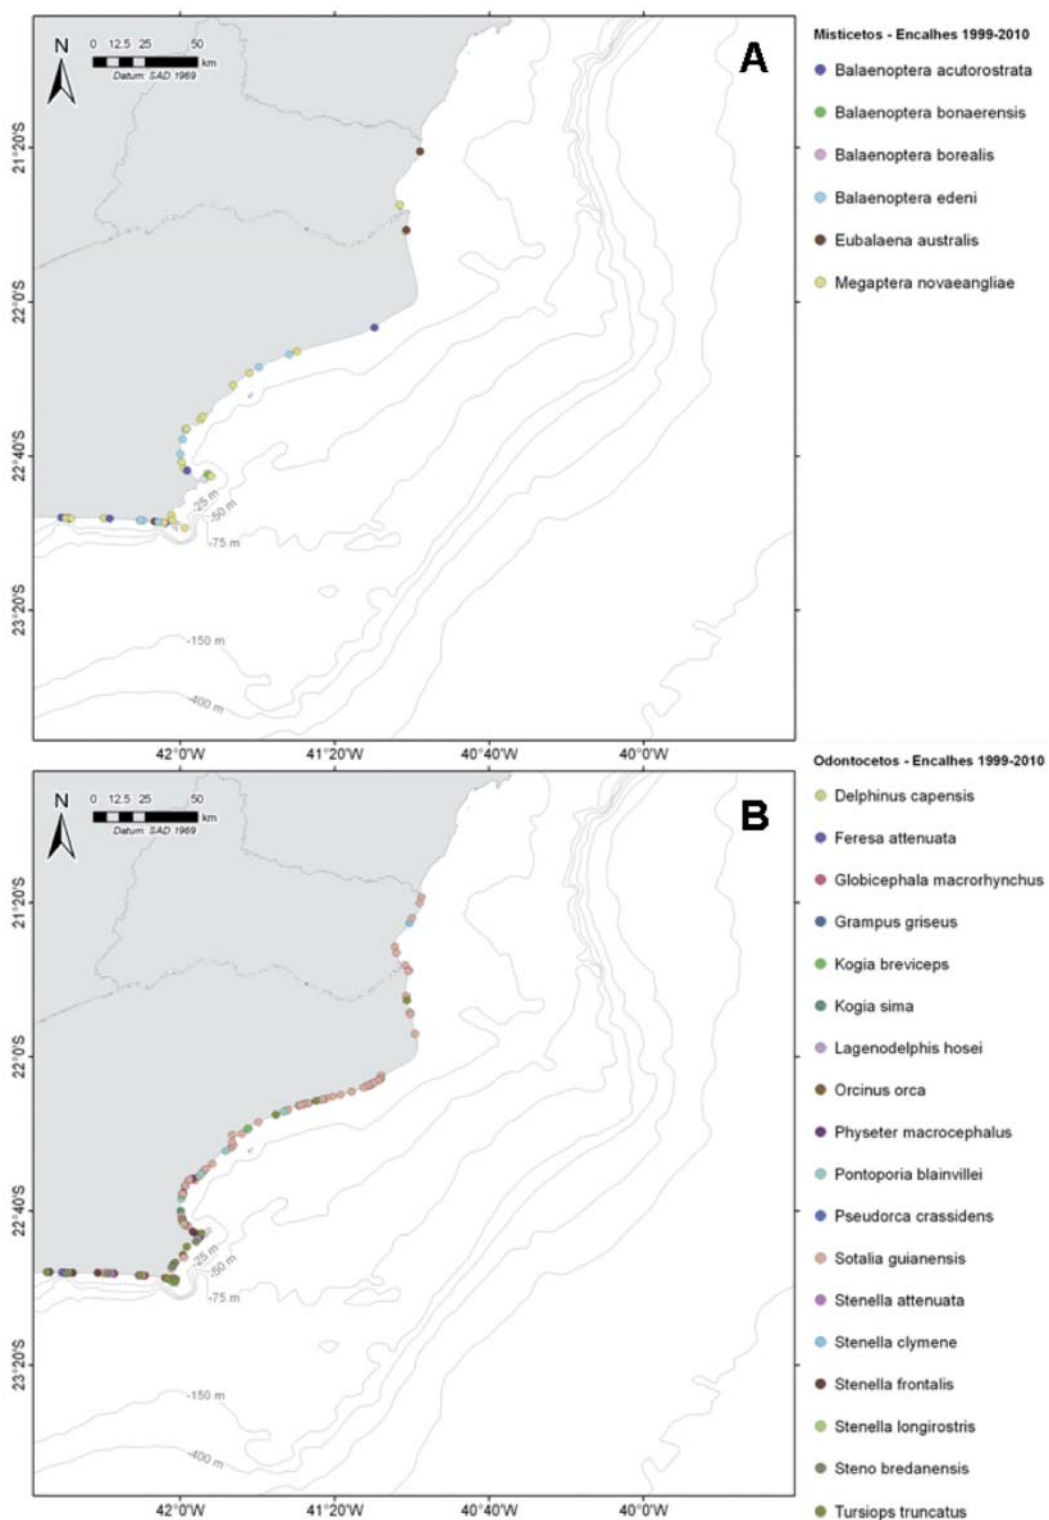 A
N
0 12.5 25 50
km
Datum: SAD 1969
21°20'S
22°0'S
22°40'S
23°20'S
-25 m
-50 m
-75 m
-150 m
-400 m
42°0'W 41°20'W 40°40'W 40°0'W
Misticetos - Encalhes 1999-2010
Balaenoptera acutorostrata
Balaenoptera bonaerensis
Balaenoptera borealis
Balaenoptera edeni
Eubalaena australis
Megaptera novaeangliae
B
N
0 12.5 25 50
km
Datum: SAD 1969
21°20'S
22°0'S
22°40'S
23°20'S
-25 m
-50 m
-75 m
-150 m
-400 m
42°0'W 41°20'W 40°40'W 40°0'W
Odontocetos - Encalhes 1999-2010
Delphinus capensis
Feresa attenuata
Globicephala macrorhynchus
Grampus griseus
Kogia breviceps
Kogia sima
Lagenodelphis hosei
Orcinus orca
Physeter macrocephalus
Pontoporia blainvillei
Pseudorca crassidens
Sotalia guianensis
Stenella attenuata
Stenella clymene
Stenella frontalis
Stenella longirostris
Steno bredanensis
Tursiops truncatus